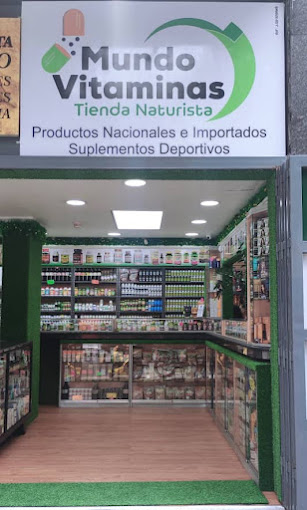 Mundo
Vitaminas
Tienda Naturista
Productos Nacionales e Importados
Suplementos Deportivos